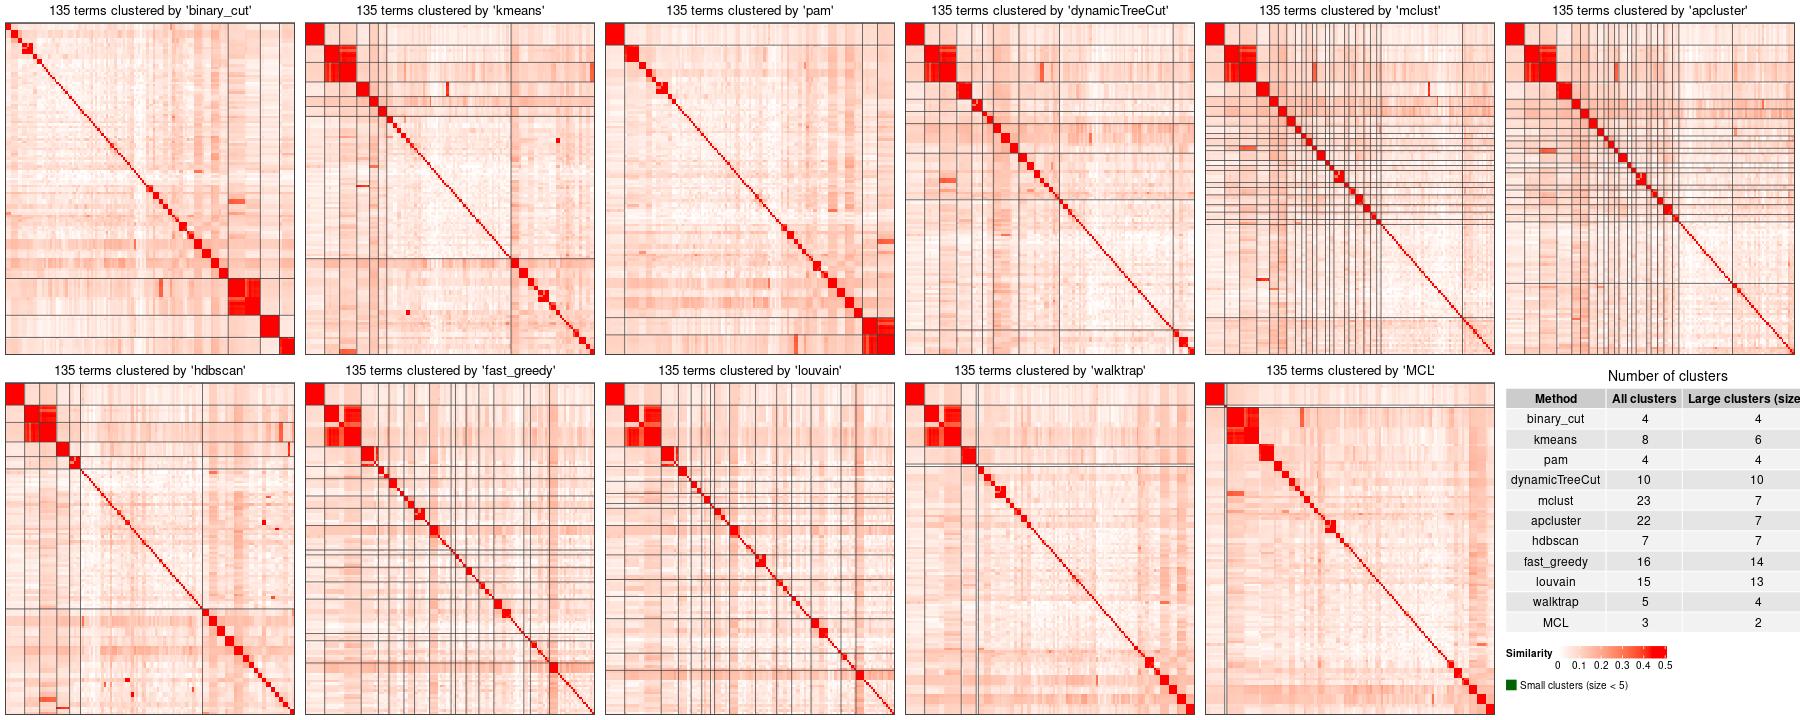 135 terms clustered by 'binary_cut'
135 terms clustered by 'kmeans'
135 terms clustered by 'pam'
135 terms clustered by 'dynamicTreeCut'
135 terms clustered by 'mclust'
135 terms clustered by 'apcluster'
135 terms clustered by 'hdbscan'
135 terms clustered by 'fast_greedy'
135 terms clustered by 'louvain'
135 terms clustered by 'walktrap'
135 terms clustered by 'MCL'
Number of clusters
Method All clusters Large clusters (size
binary_cut 4 4
kmeans 8 6
pam 4 4
dynamicTreeCut 10 10
mclust 23 7
apcluster 22 7
hdbscan 7 7
fast_greedy 16 14
louvain 15 13
walktrap 5 4
MCL 3 2
Similarity
0 0.1 0.2 0.3 0.4 0.5
Small clusters (size < 5)